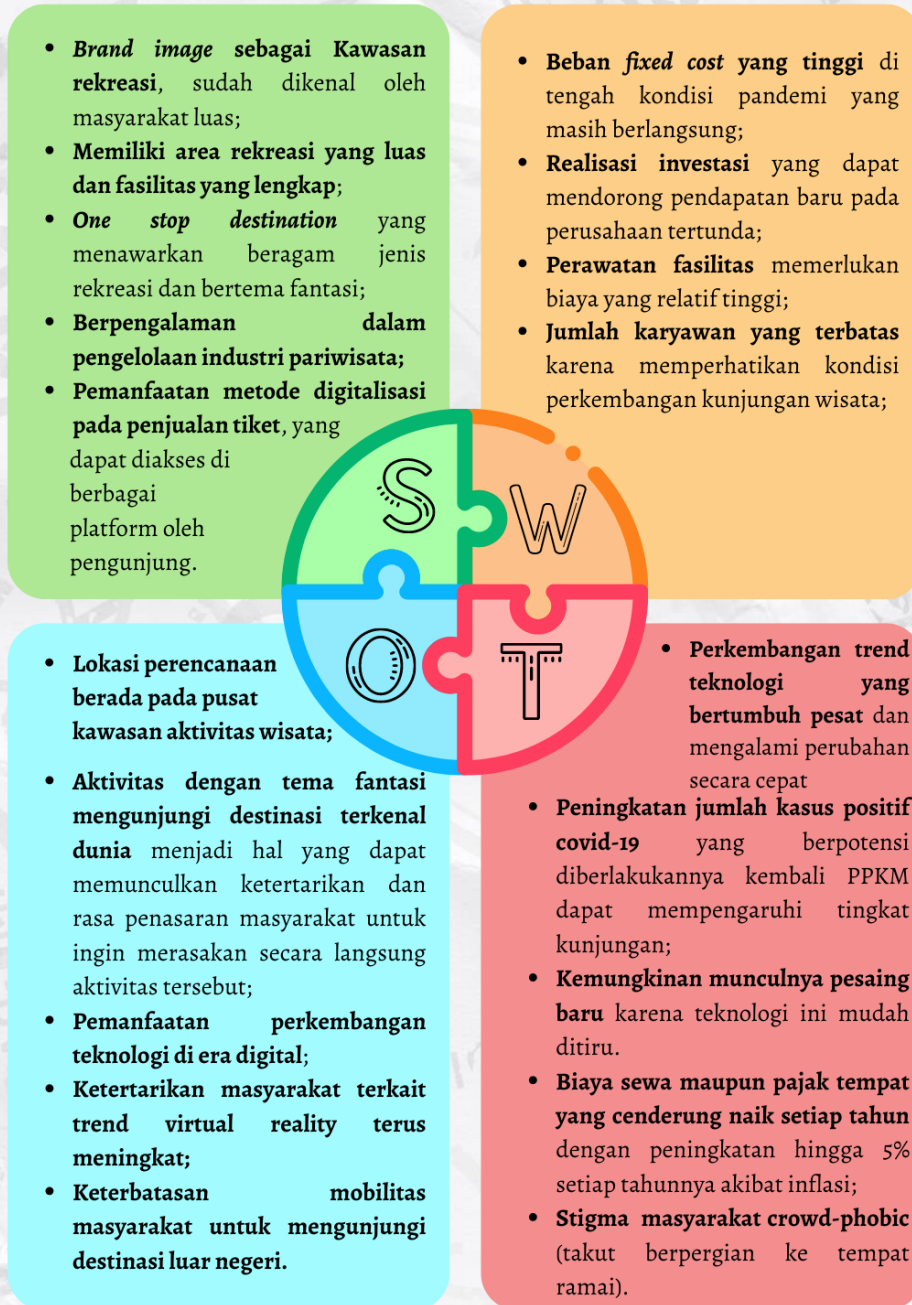 • Brand image sebagai Kawasan
rekreasi, sudah dikenal oleh
masyarakat luas;
• Memiliki area rekreasi yang luas
dan fasilitas yang lengkap;
• One stop destination yang
menawarkan beragam jenis
rekreasi dan bertema fantasi;
• Berpengalaman dalam
pengelolaan industri pariwisata;
• Pemanfaatan metode digitalisasi
pada penjualan tiket, yang
dapat diakses di
berbagai
platform oleh
pengunjung.
• Beban fixed cost yang tinggi di
tengah kondisi pandemi yang
masih berlangsung;
• Realisasi investasi yang dapat
mendorong pendapatan baru pada
perusahaan tertunda;
• Perawatan fasilitas memerlukan
biaya yang relatif tinggi;
• Jumlah karyawan yang terbatas
karena memperhatikan kondisi
perkembangan kunjungan wisata;
S
W
O
T
• Lokasi perencanaan
berada pada pusat
kawasan aktivitas wisata;
• Aktivitas dengan tema fantasi
mengunjungi destinasi terkenal
dunia menjadi hal yang dapat
memunculkan ketertarikan dan
rasa penasaran masyarakat untuk
ingin merasakan secara langsung
aktivitas tersebut;
• Pemanfaatan perkembangan
teknologi di era digital;
• Ketertarikan masyarakat terkait
trend virtual reality terus
meningkat;
• Keterbatasan mobilitas
masyarakat untuk mengunjungi
destinasi luar negeri.
• Perkembangan trend
teknologi yang
bertumbuh pesat dan
mengalami perubahan
secara cepat
• Peningkatan jumlah kasus positif
covid-19 yang berpotensi
diberlakukannya kembali PPKM
dapat mempengaruhi tingkat
kunjungan;
• Kemungkinan munculnya pesaing
baru karena teknologi ini mudah
ditiru.
• Biaya sewa maupun pajak tempat
yang cenderung naik setiap tahun
dengan peningkatan hingga 5%
setiap tahunnya akibat inflasi;
• Stigma masyarakat crowd-phobic
(takut berpergian ke tempat
ramai).